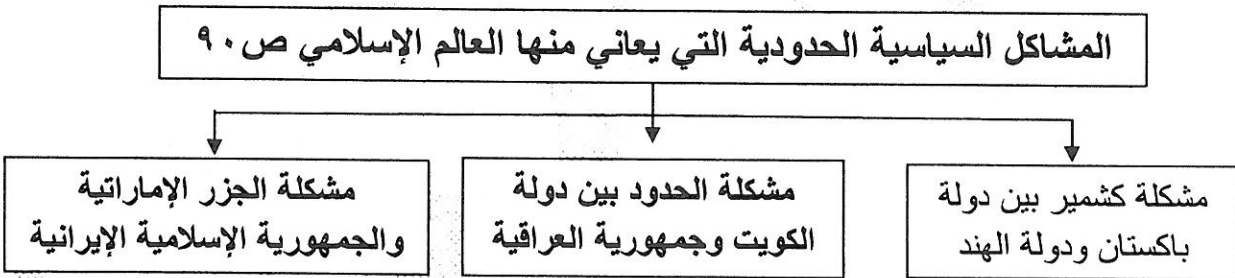 المشاكل السياسية الحدودية التي يعاني منها العالم الإسلامي ص٩٠
مشكلة كشمير بين دولة
باكستان ودولة الهند
مشكلة الحدود بين دولة
الكويت وجمهورية العراقية
مشكلة الجزر الإماراتية
والجمهورية الإسلامية الإيرانية